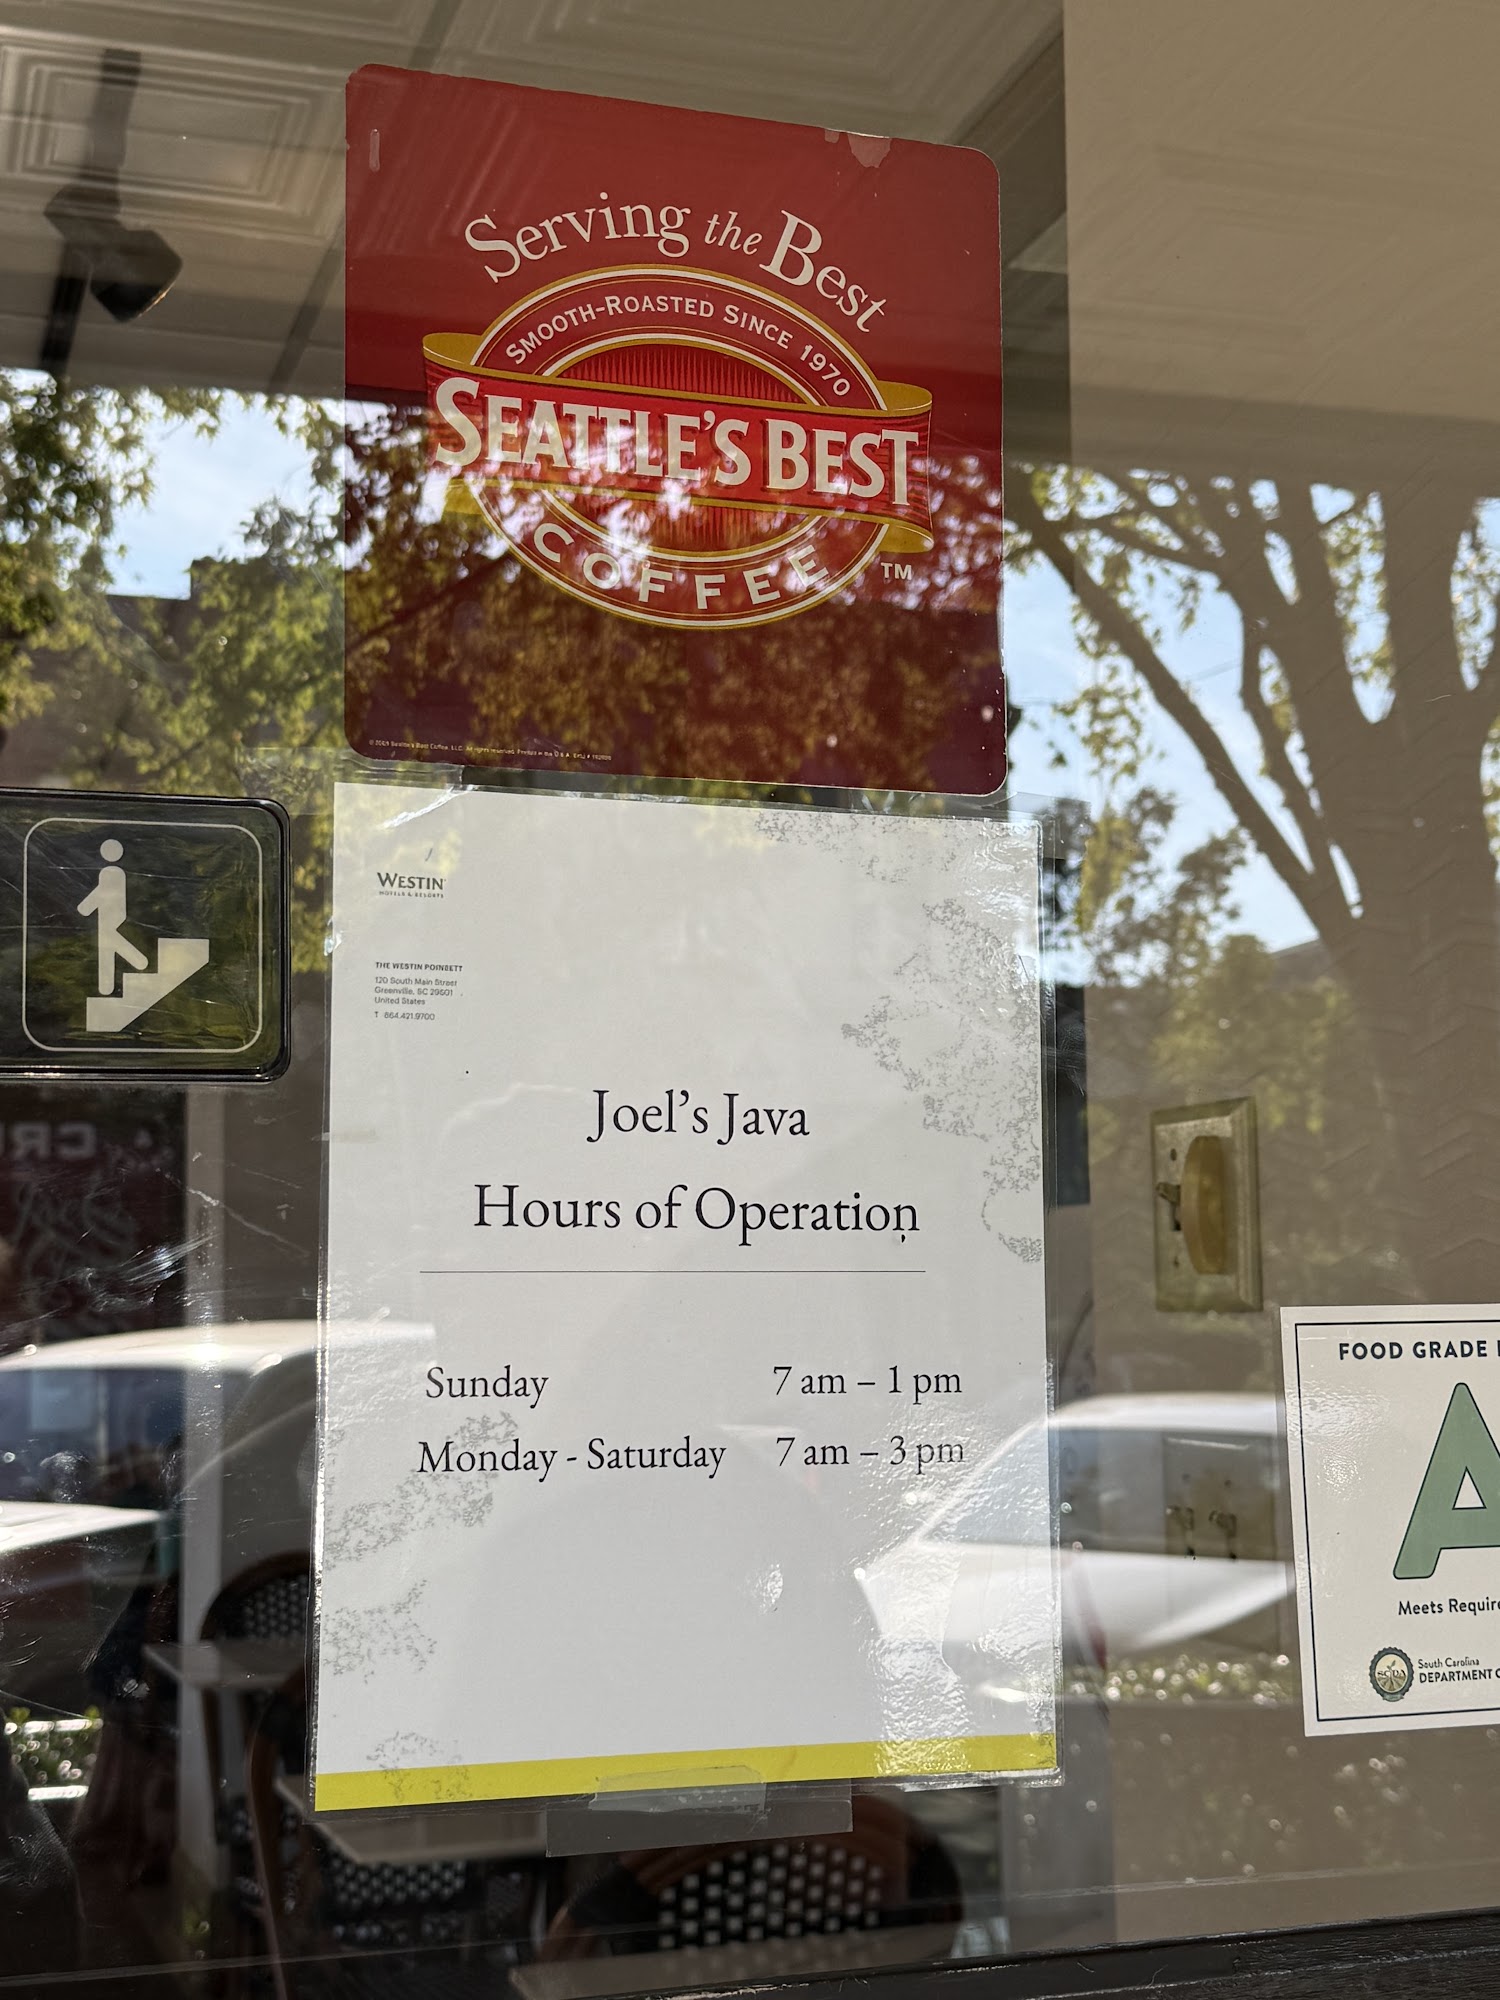 Serving the Best
SMOOTH-ROASTED SINCE 1970
SEATTLE'S BEST
COFFEE TM
WESTIN
HOTELS & RESORTS
THE WESTIN POINSETT
120 South Main Street
Greenville, SC 29601
United States
T 864.421.9700
Joel's Java
Hours of Operation
Sunday 7 am – 1 pm
Monday - Saturday 7 am – 3 pm
FOOD GRADE
A
Meets
South Carolina
DEPARTMENT